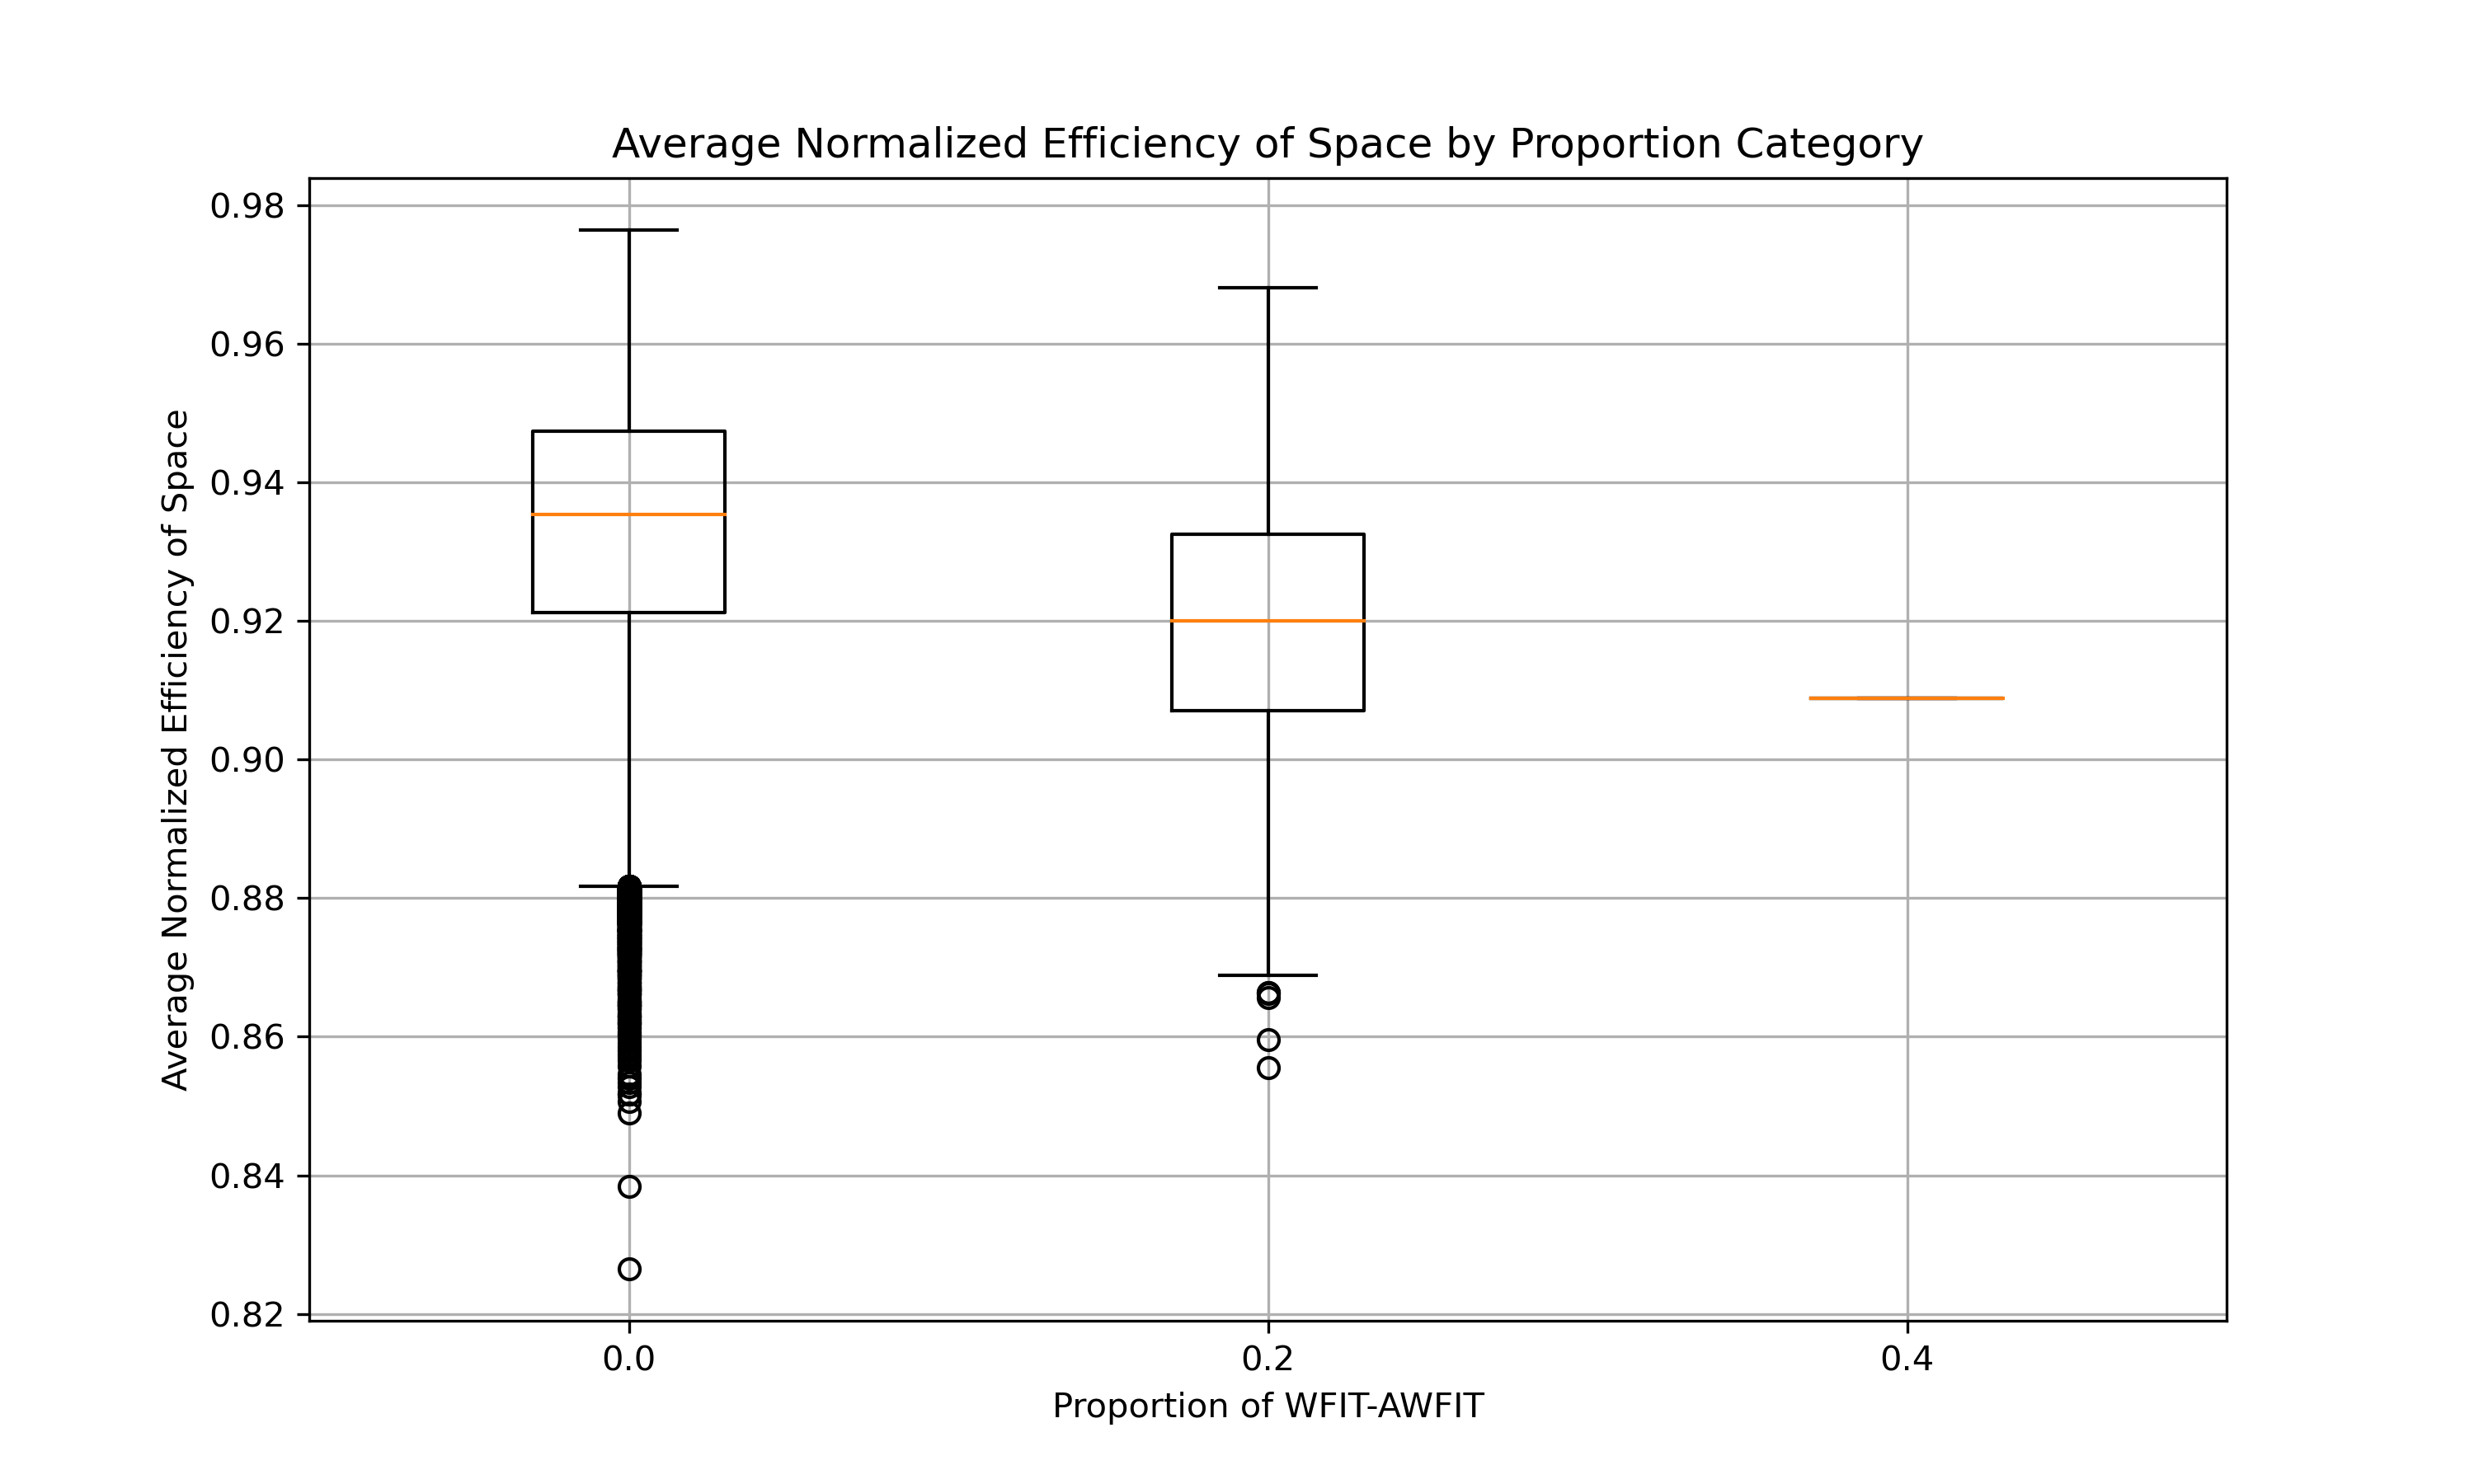 Average Normalized Efficiency of Space by Proportion Category
Average Normalized Efficiency of Space
0.98
0.96
0.94
0.92
0.90
0.88
0.86
0.84
0.82
0.0 0.2 0.4
Proportion of WFIT-AWFIT